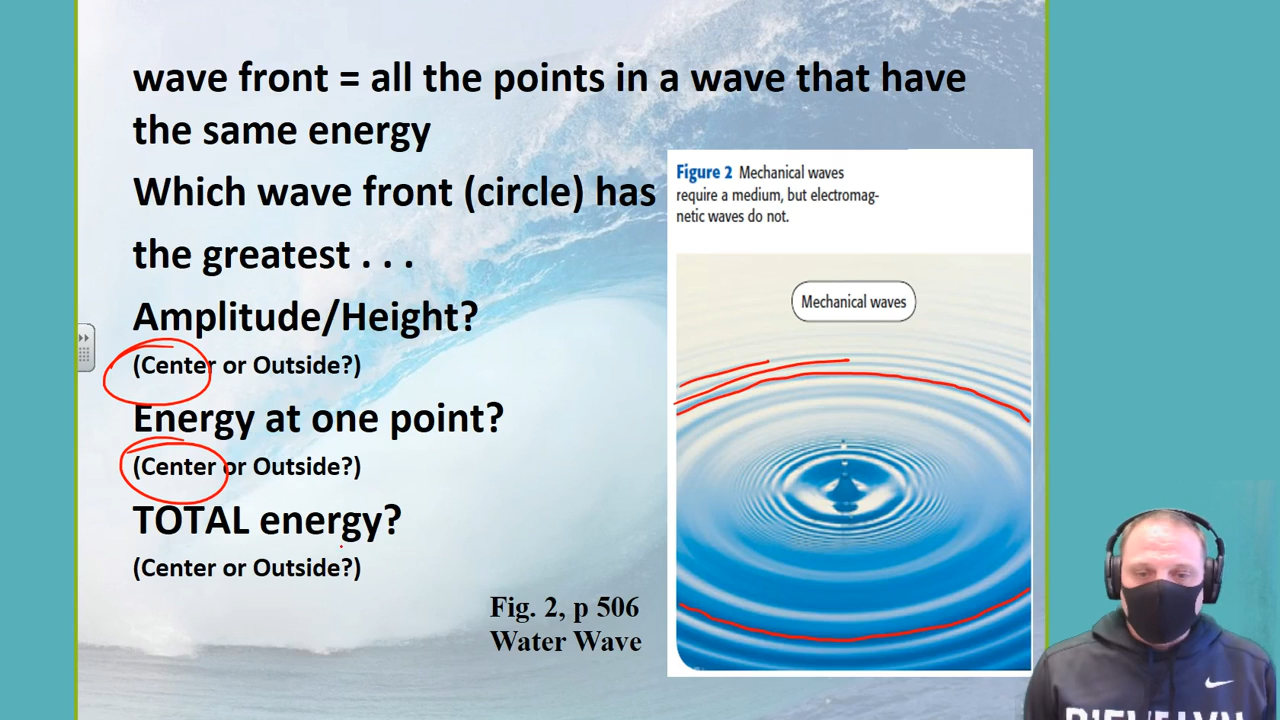 wave front = all the points in a wave that have
the same energy
Which wave front (circle) has
the greatest . . .
Amplitude/Height?
(Center or Outside?)
Energy at one point?
(Center or Outside?)
TOTAL energy?
(Center or Outside?)
Fig. 2, p 506
Water Wave
Figure 2 Mechanical waves
require a medium, but electromag-
netic waves do not.
Mechanical waves